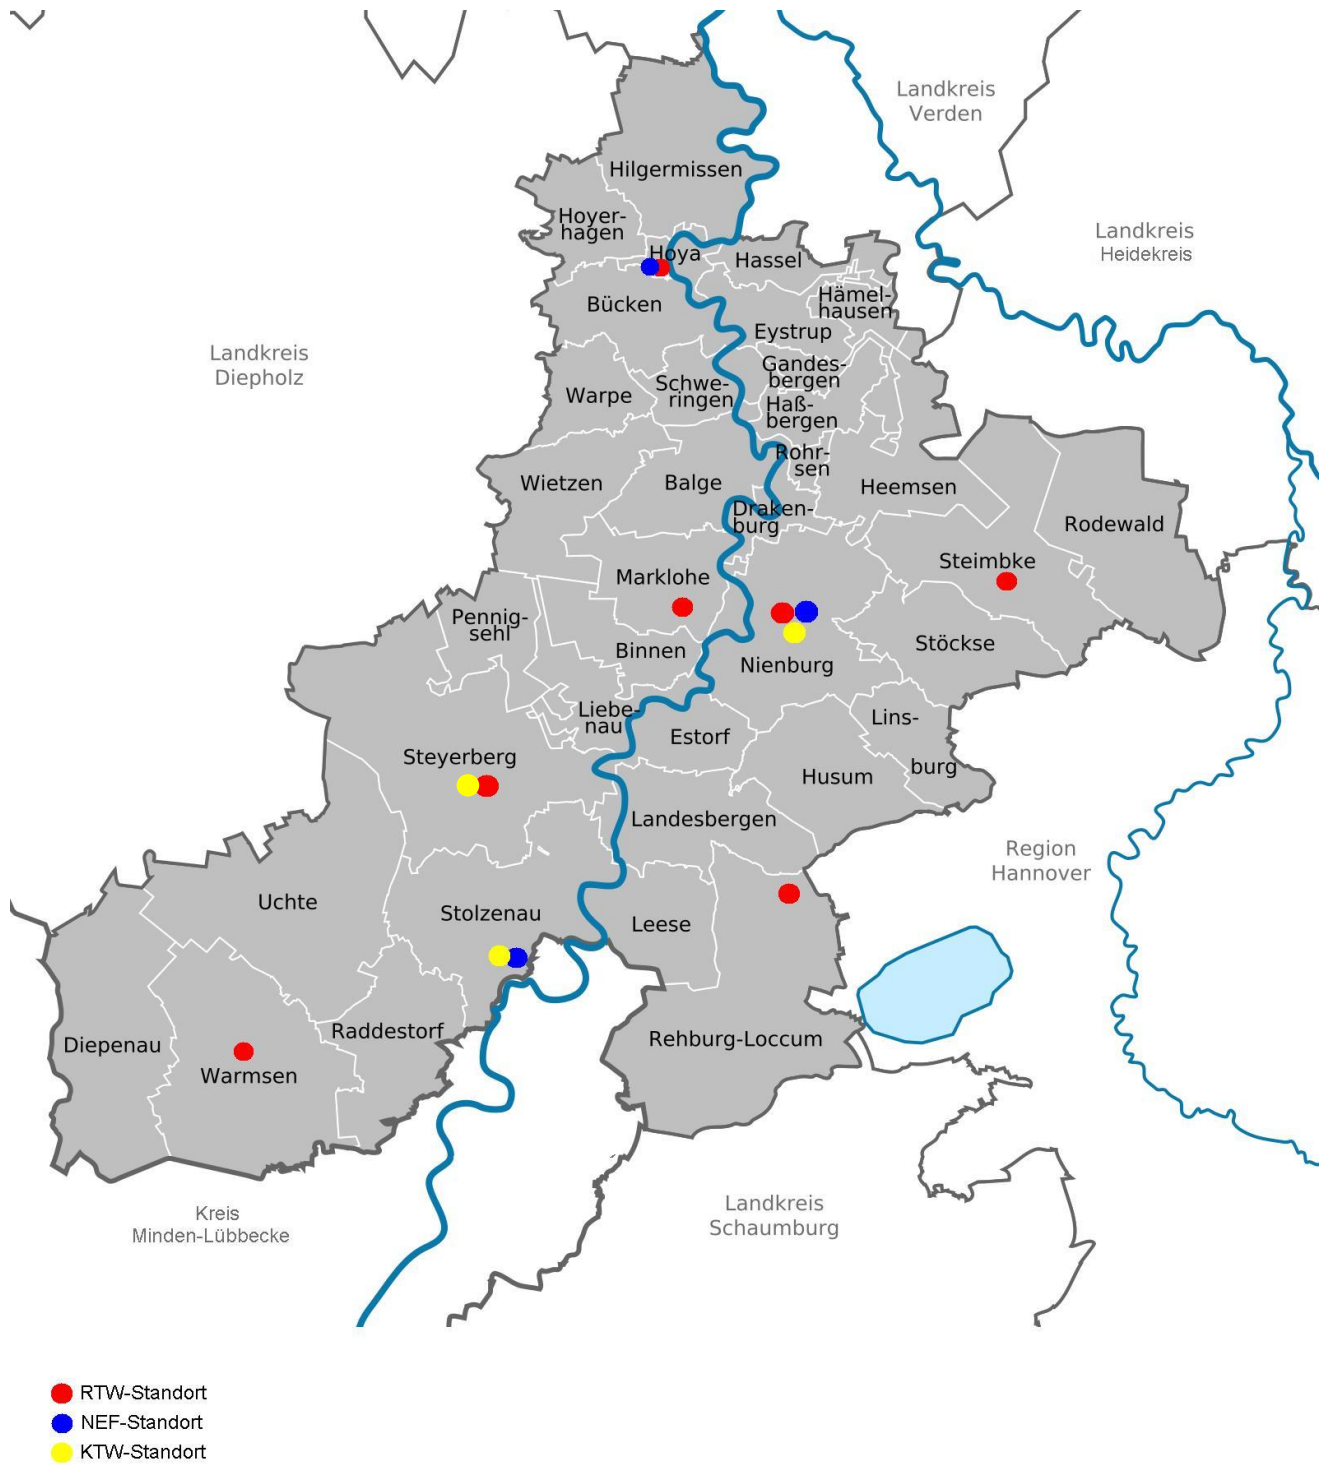 Landkreis
Verden
Hilgermissen
Hoyer-
hagen
Landkreis
Heidekreis
Hoya
Hassel
Hämel-
hausen
Bücken
Eystrup
Landkreis
Diepholz
Gandes-
bergen
Schwe-
ringen
Warpe
Haß-
bergen
Rohr-
sen
Wietzen
Balge
Heemsen
Draken-
burg
Rodewald
Steimbke
Marklohe
Pennig-
sehl
Binnen
Stöckse
Nienburg
Liebe-
nau
Lins-
burg
Estorf
Steyerberg
Husum
Landesbergen
Region
Hannover
Uchte
Stolzenau
Leese
Raddestorf
Diepenau
Rehburg-Loccum
Warmsen
Kreis
Minden-Lübbecke
Landkreis
Schaumburg
RTW-Standort
NEF-Standort
KTW-Standort